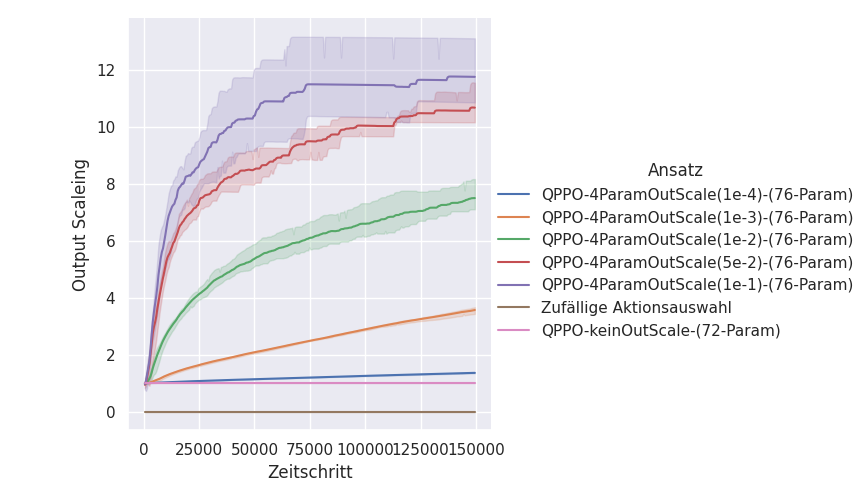 12
10
8
6
4
2
0
Output Scaleing
0 25000 50000 75000 100000 125000 150000
Zeitschritt
Ansatz
QPPO-4ParamOutScale(1e-4)-(76-Param)
QPPO-4ParamOutScale(1e-3)-(76-Param)
QPPO-4ParamOutScale(1e-2)-(76-Param)
QPPO-4ParamOutScale(5e-2)-(76-Param)
QPPO-4ParamOutScale(1e-1)-(76-Param)
Zufällige Aktionsauswahl
QPPO-keinOutScale-(72-Param)